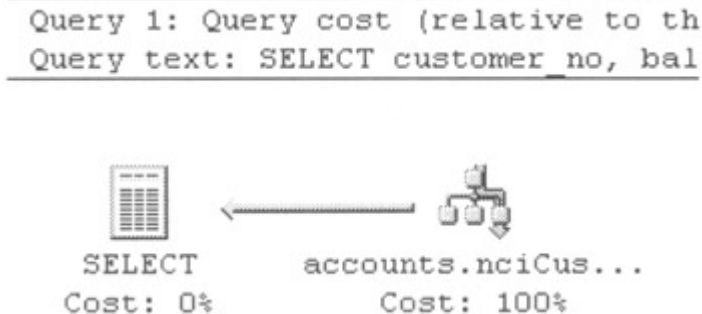 Query 1: Query cost (relative to th
Query text: SELECT customer_no, bal
SELECT
Cost: 0%
accounts.nciCus...
Cost: 100%